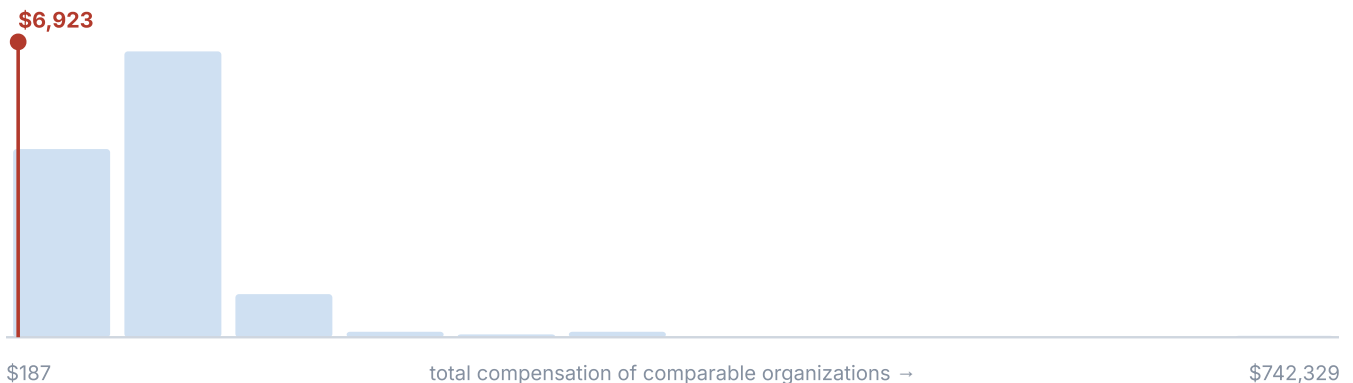 $6,923
$187 total compensation of comparable organizations → $742,329